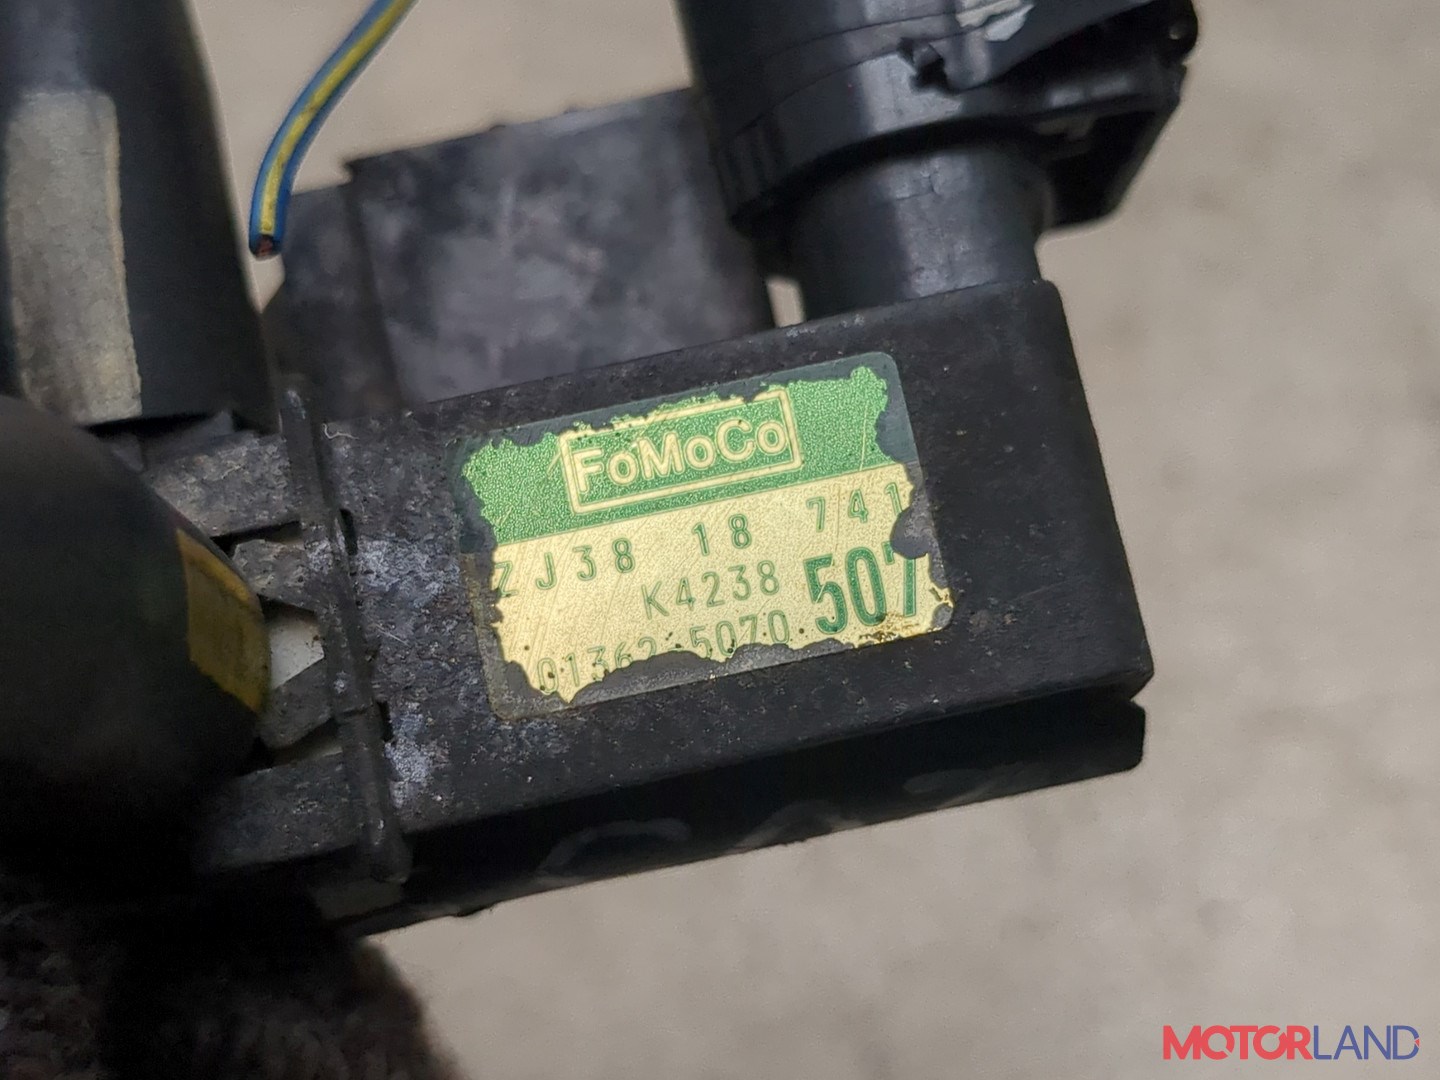 FoMoCo
ZJ38 18 741
K4238 507
01362 5070
MOTORLAND